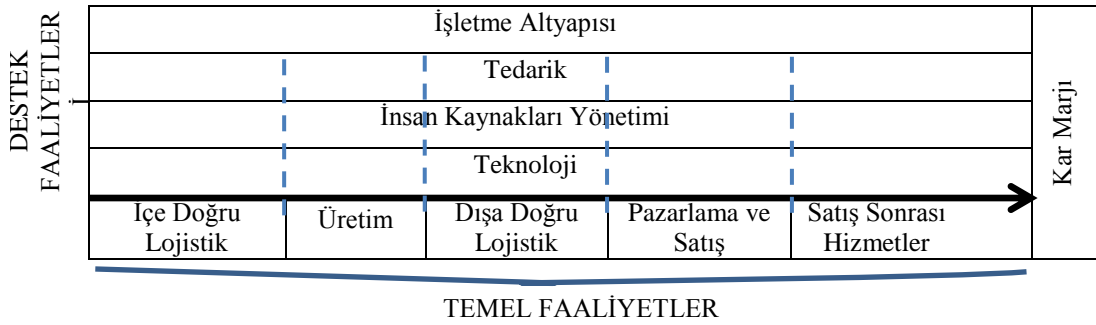 DESTEK
FAALİYETLER
İşletme Altyapısı
Tedarik
İnsan Kaynakları Yönetimi
Teknoloji
İçe Doğru
Lojistik
Üretim
Dışa Doğru
Lojistik
Pazarlama ve
Satış
Satış Sonrası
Hizmetler
Kar Marjı
TEMEL FAALİYETLER